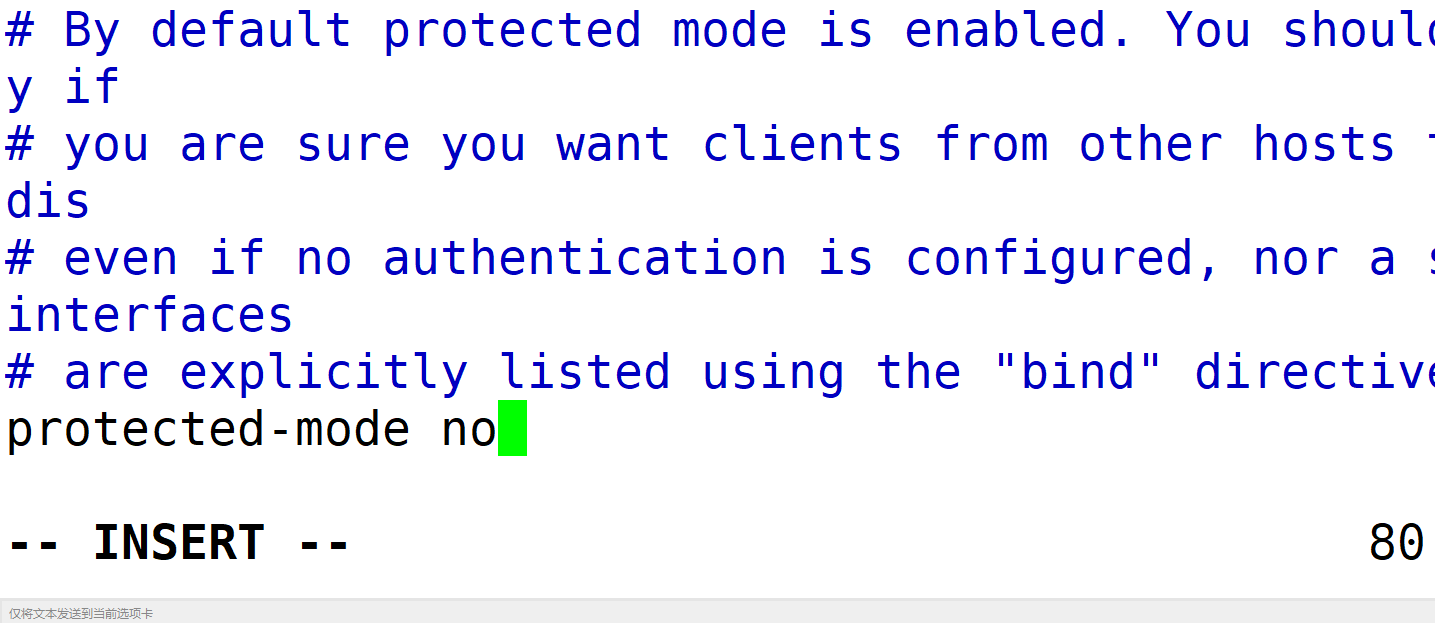 # By default protected mode is enabled. You should
y if
# you are sure you want clients from other hosts
dis
# even if no authentication is configured, nor a
interfaces
# are explicitly listed using the "bind" directive
protected-mode no
-- INSERT -- 80
仅将文本发送到当前选项卡